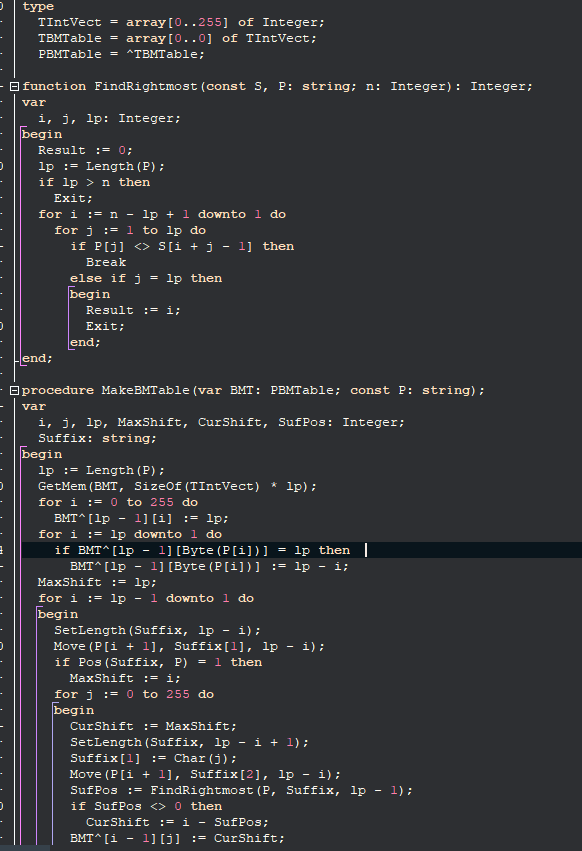 type
  TIntVect = array[0..255] of Integer;
  TBMTable = array[0..0] of TIntVect;
  PBMTable = ^TBMTable;
function FindRightmost(const S, P: string; n: Integer): Integer;
var
  i, j, lp: Integer;
begin
  Result := 0;
  lp := Length(P);
  if lp > n then
    Exit;
  for i := n - lp + 1 downto 1 do
    for j := 1 to lp do
      if P[j] <> S[i + j - 1] then
        Break
      else if j = lp then
      begin
        Result := i;
        Exit;
      end;
end;
procedure MakeBMTable(var BMT: PBMTable; const P: string);
var
  i, j, lp, MaxShift, CurShift, SufPos: Integer;
  Suffix: string;
begin
  lp := Length(P);
  GetMem(BMT, SizeOf(TIntVect) * lp);
  for i := 0 to 255 do
    BMT^[lp - 1][i] := lp;
  for i := lp downto 1 do
    if BMT^[lp - 1][Byte(P[i])] = lp then
      BMT^[lp - 1][Byte(P[i])] := lp - i;
  MaxShift := lp;
  for i := lp - 1 downto 1 do
  begin
    SetLength(Suffix, lp - i);
    Move(P[i + 1], Suffix[1], lp - i);
    if Pos(Suffix, P) = 1 then
      MaxShift := i;
    for j := 0 to 255 do
    begin
      CurShift := MaxShift;
      SetLength(Suffix, lp - i + 1);
      Suffix[1] := Char(j);
      Move(P[i + 1], Suffix[2], lp - i);
      SufPos := FindRightmost(P, Suffix, lp - 1);
      if SufPos <> 0 then
        CurShift := i - SufPos;
      BMT^[i - 1][j] := CurShift;